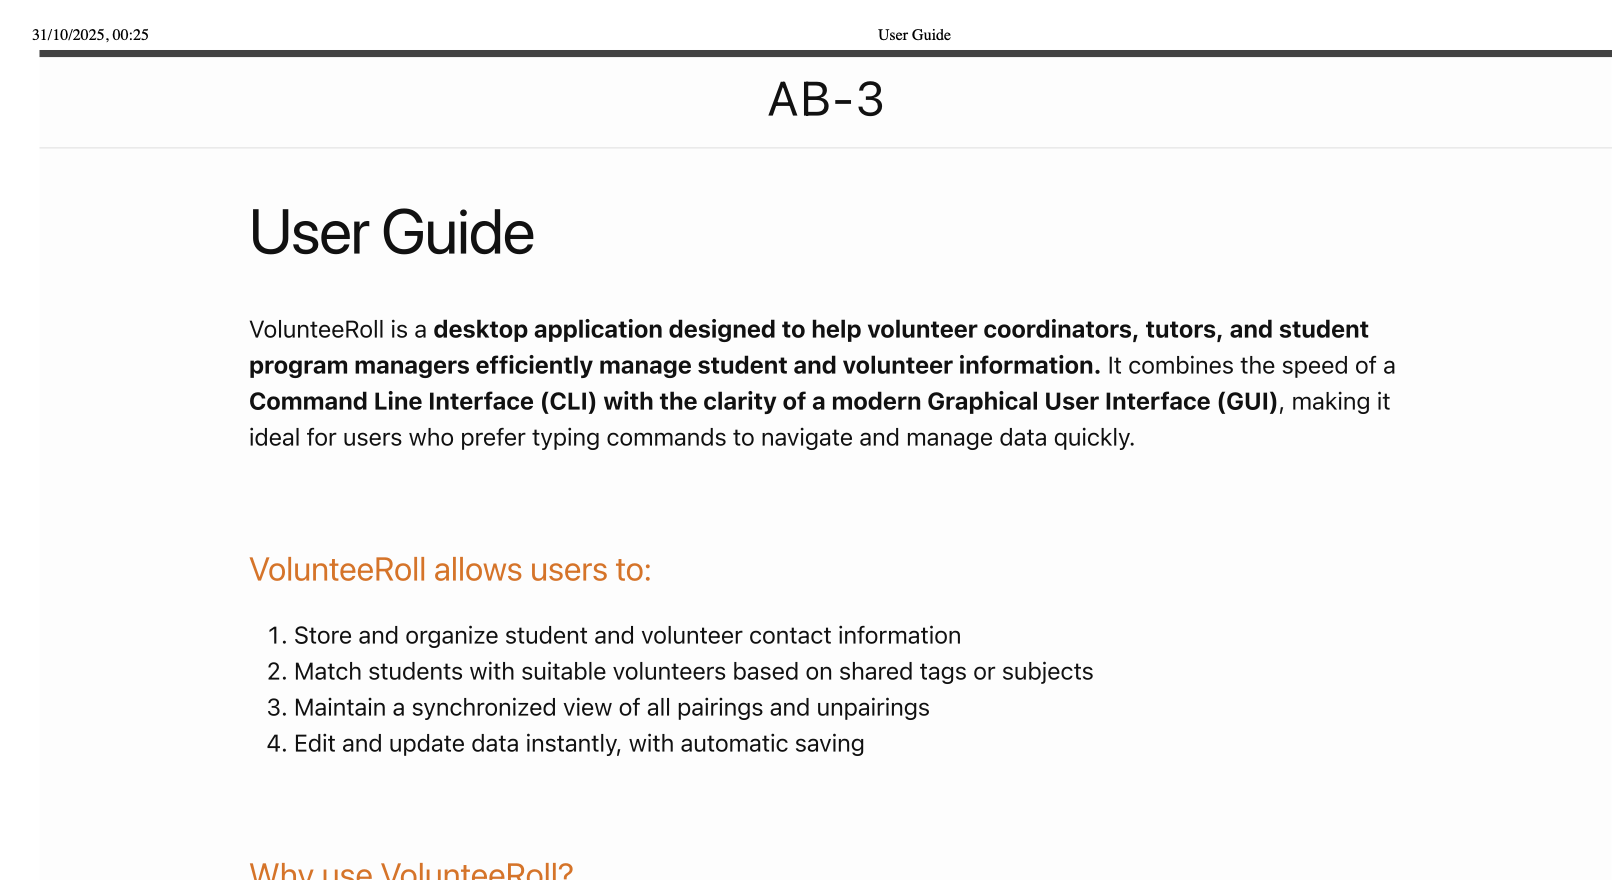 31/10/2025, 00:25
User Guide
AB-3
User Guide
VolunteeRoll is a desktop application designed to help volunteer coordinators, tutors, and student
program managers efficiently manage student and volunteer information. It combines the speed of a
Command Line Interface (CLI) with the clarity of a modern Graphical User Interface (GUI), making it
ideal for users who prefer typing commands to navigate and manage data quickly.
VolunteeRoll allows users to:
1. Store and organize student and volunteer contact information
2. Match students with suitable volunteers based on shared tags or subjects
3. Maintain a synchronized view of all pairings and unpairings
4. Edit and update data instantly, with automatic saving
Why use VolunteeRoll?